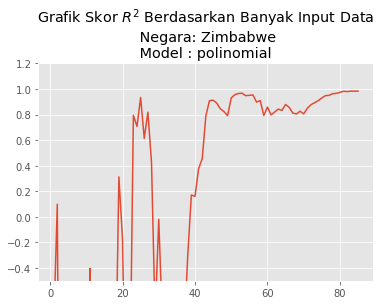 Grafik Skor R² Berdasarkan Banyak Input Data
Negara: Zimbabwe
Model : polinomial
1.2
1.0
0.8
0.6
0.4
0.2
0.0
−0.2
−0.4
0 20 40 60 80